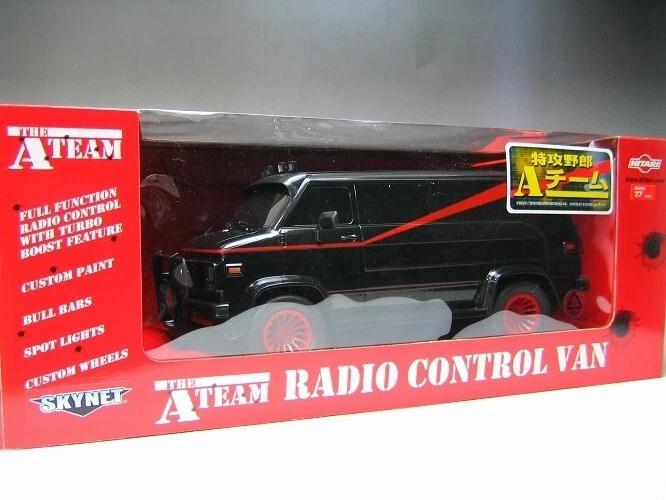 THE
A TEAM
FULL FUNCTION
RADIO CONTROL
WITH TURBO
BOOST FEATURE
CUSTOM PAINT
BULL BARS
SPOT LIGHTS
CUSTOM WHEELS
SKYNET
特攻野郎
Aチーム
HITARI
27
THE
A TEAM RADIO CONTROL VAN